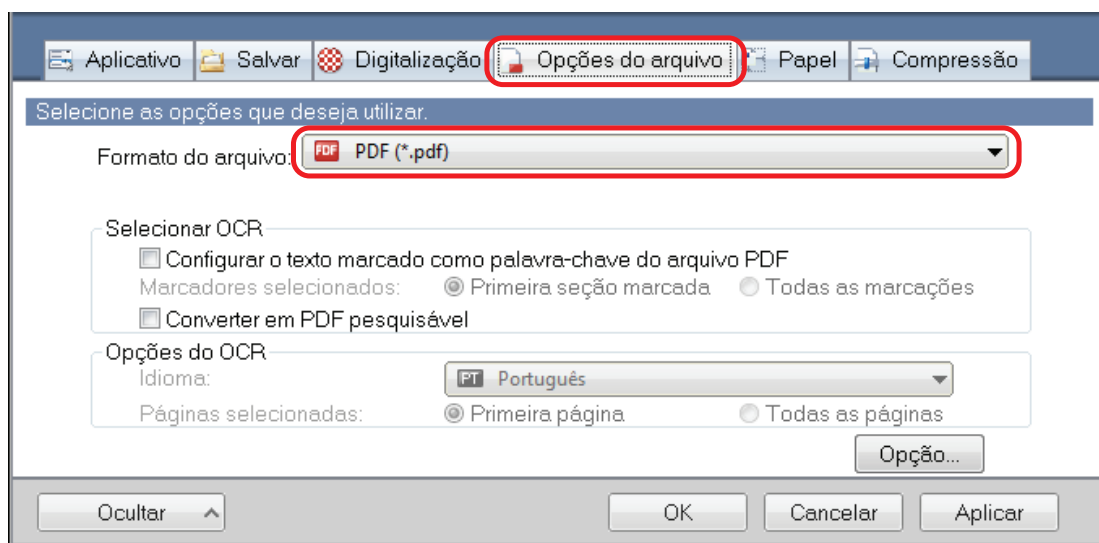 Aplicativo Salvar Digitalização Opções do arquivo Papel Compressão
Selecione as opções que deseja utilizar.
Formato do arquivo: PDF PDF (*.pdf)
Selecionar OCR
Configurar o texto marcado como palavra-chave do arquivo PDF
Marcadores selecionados: Primeira seção marcada Todas as marcações
Converter em PDF pesquisável
Opções do OCR
Idioma: PT Português
Páginas selecionadas: Primeira página Todas as páginas
Opção...
Ocultar OK Cancelar Aplicar